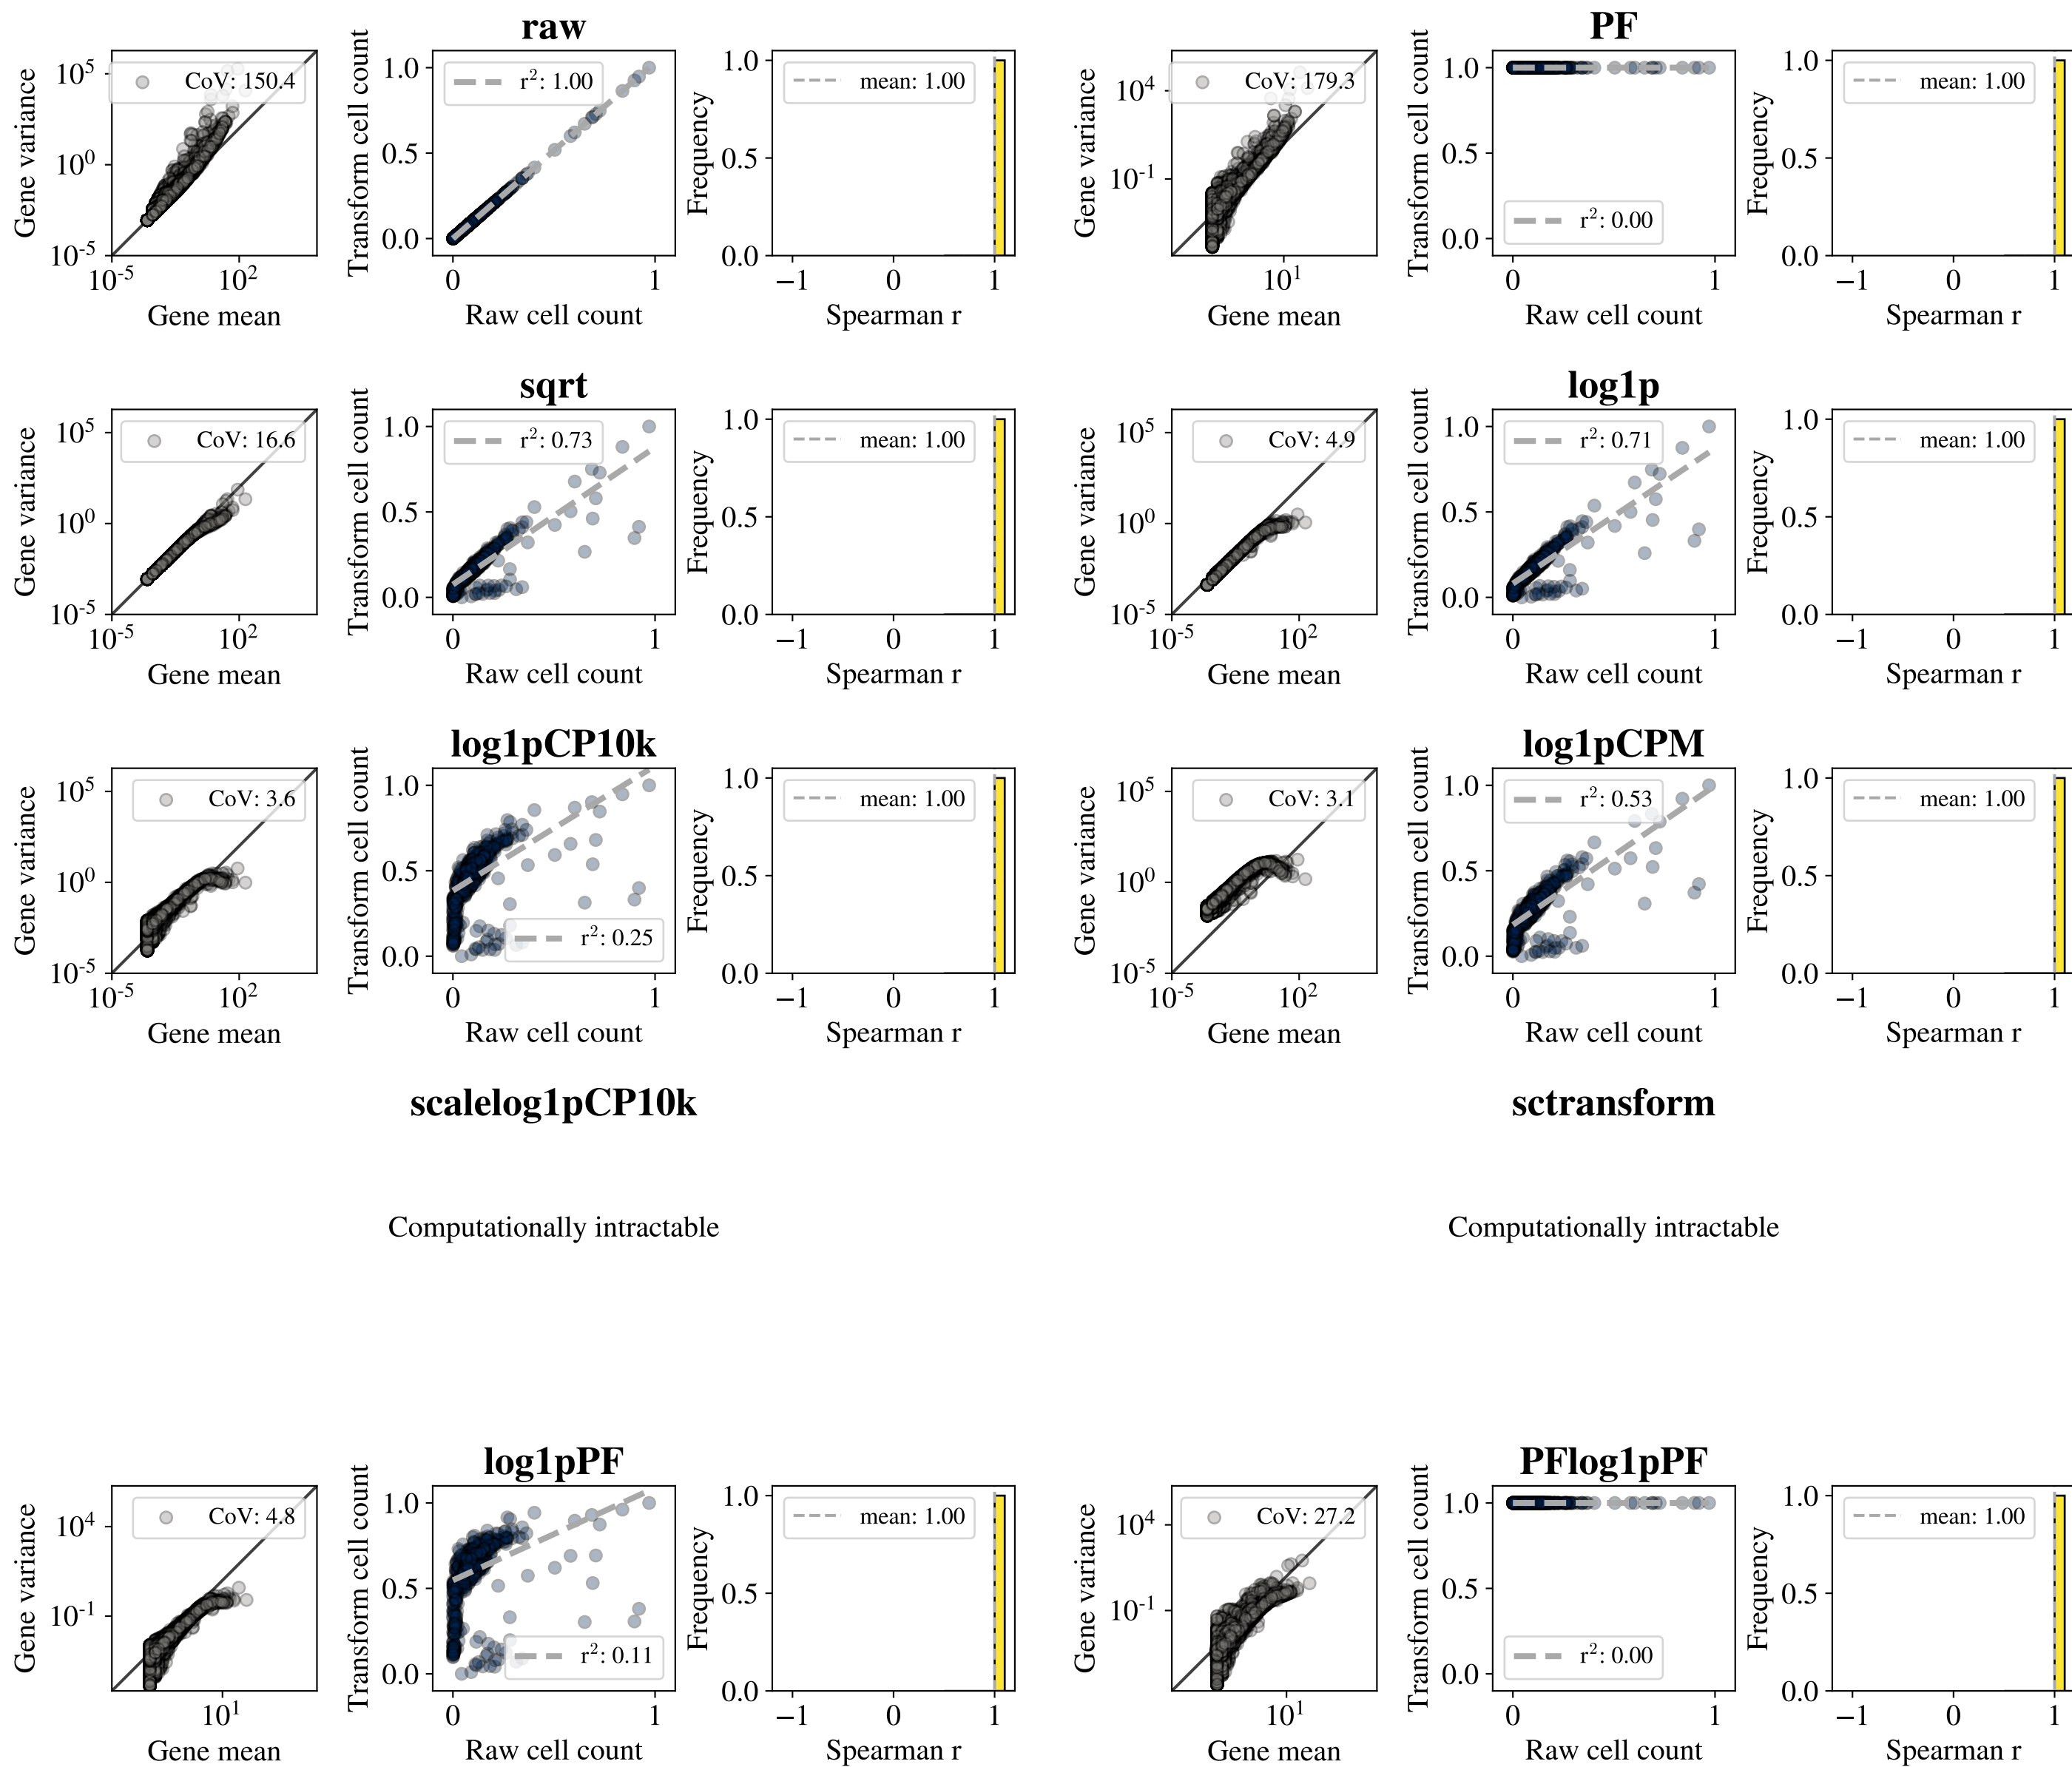 raw
Gene variance
10^5
10^0
10^-5
CoV: 150.4
10^-5
10^2
Gene mean
Transform cell count
1.0
0.5
0.0
r^2: 1.00
0
1
Raw cell count
Frequency
1.0
0.5
0.0
mean: 1.00
−1
0
1
Spearman r
PF
Gene variance
10^4
10^-1
CoV: 179.3
10^1
Gene mean
Transform cell count
1.0
0.5
0.0
r^2: 0.00
0
1
Raw cell count
Frequency
1.0
0.5
0.0
mean: 1.00
−1
0
1
Spearman r
sqrt
Gene variance
10^5
10^0
10^-5
CoV: 16.6
10^-5
10^2
Gene mean
Transform cell count
1.0
0.5
0.0
r^2: 0.73
0
1
Raw cell count
Frequency
1.0
0.5
0.0
mean: 1.00
−1
0
1
Spearman r
log1p
Gene variance
10^5
10^0
10^-5
CoV: 4.9
10^-5
10^2
Gene mean
Transform cell count
1.0
0.5
0.0
r^2: 0.71
0
1
Raw cell count
Frequency
1.0
0.5
0.0
mean: 1.00
−1
0
1
Spearman r
log1pCP10k
Gene variance
10^5
10^0
10^-5
CoV: 3.6
10^-5
10^2
Gene mean
Transform cell count
1.0
0.5
0.0
r^2: 0.25
0
1
Raw cell count
Frequency
1.0
0.5
0.0
mean: 1.00
−1
0
1
Spearman r
log1pCPM
Gene variance
10^5
10^0
10^-5
CoV: 3.1
10^-5
10^2
Gene mean
Transform cell count
1.0
0.5
0.0
r^2: 0.53
0
1
Raw cell count
Frequency
1.0
0.5
0.0
mean: 1.00
−1
0
1
Spearman r
scalelog1pCP10k
Computationally intractable
sctransform
Computationally intractable
log1pPF
Gene variance
10^4
10^-1
CoV: 4.8
10^1
Gene mean
Transform cell count
1.0
0.5
0.0
r^2: 0.11
0
1
Raw cell count
Frequency
1.0
0.5
0.0
mean: 1.00
−1
0
1
Spearman r
PFlog1pPF
Gene variance
10^4
10^-1
CoV: 27.2
10^1
Gene mean
Transform cell count
1.0
0.5
0.0
r^2: 0.00
0
1
Raw cell count
Frequency
1.0
0.5
0.0
mean: 1.00
−1
0
1
Spearman r